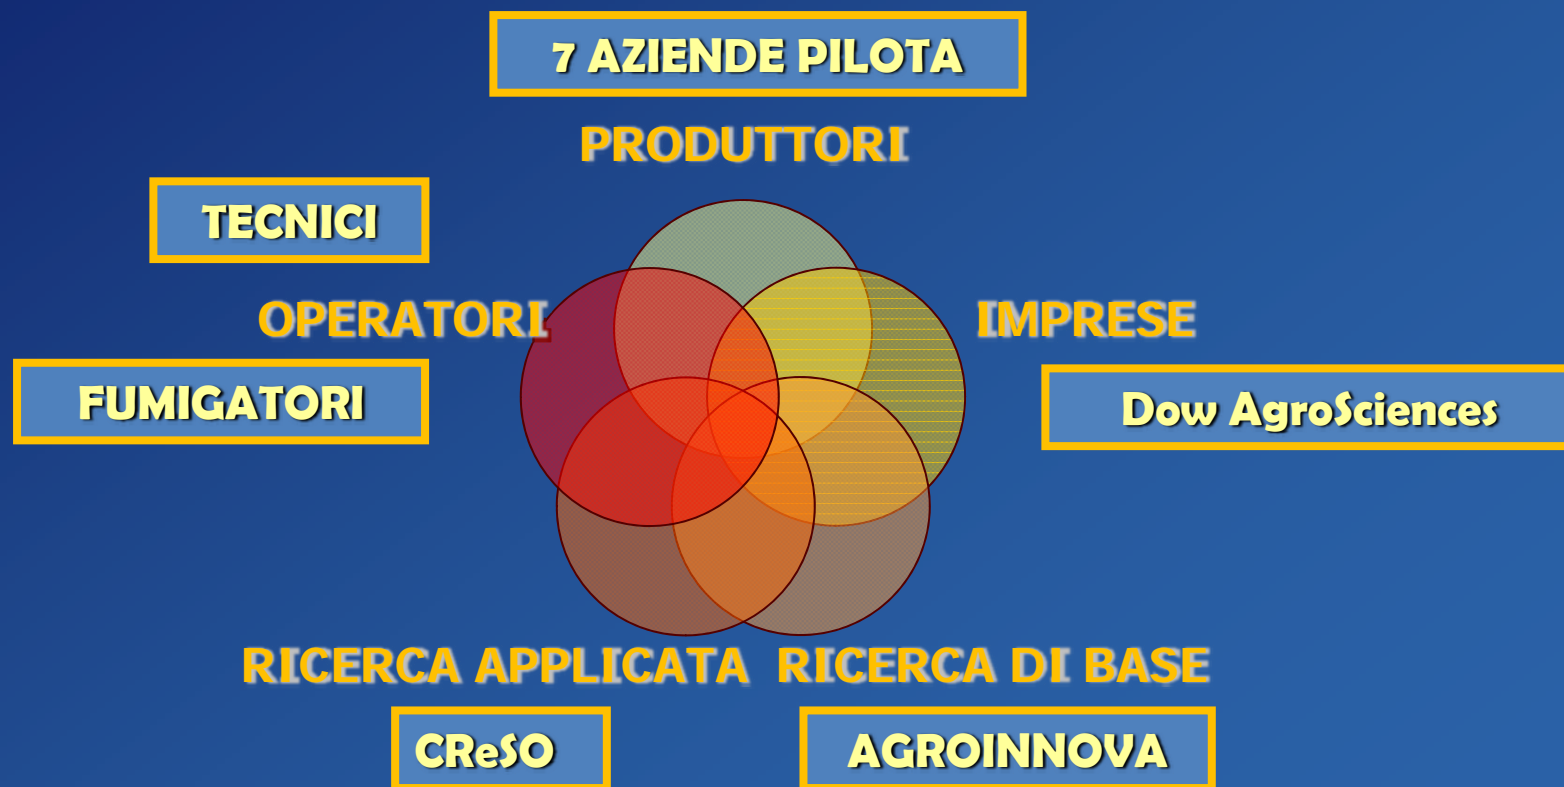 7 AZIENDE PILOTA
PRODUTTORI
TECNICI
OPERATORI
IMPRESE
FUMIGATORI
Dow AgroSciences
RICERCA APPLICATA
RICERCA DI BASE
CReSO
AGROINNOVA